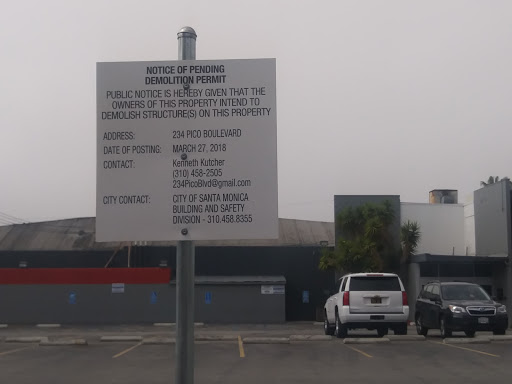 NOTICE OF PENDING
DEMOLITION PERMIT
PUBLIC NOTICE IS HEREBY GIVEN THAT THE
OWNERS OF THIS PROPERTY INTEND TO
DEMOLISH STRUCTURE(S) ON THIS PROPERTY
ADDRESS: 234 PICO BOULEVARD
DATE OF POSTING: MARCH 27, 2018
CONTACT: Kenneth Kutcher
(310) 458-2505
234PicoBlvd@gmail.com
CITY CONTACT: CITY OF SANTA MONICA
BUILDING AND SAFETY
DIVISION - 310.458.8355